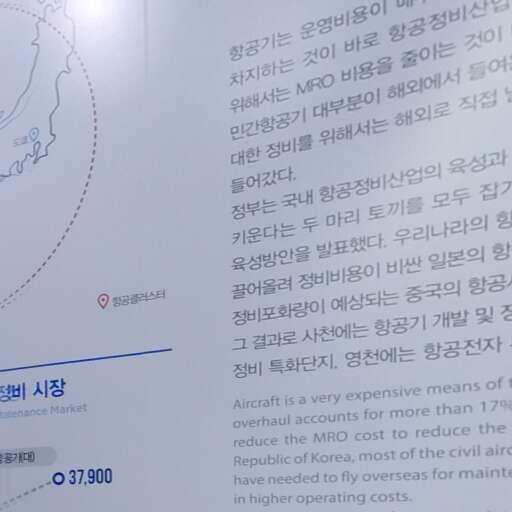 도쿄
항공클러스터
정비 시장
Maintenance Market
37,900
항공기는 운영비용이
차지하는 것이 바로 항공정비산업
위해서는 MRO 비용을 줄이는 것이
민간항공기 대부분이 해외에서 들여온
대한 정비를 위해서는 해외로 직접
들어갔다.
정부는 국내 항공정비산업의 육성과
키운다는 두 마리 토끼를 모두 잡기
육성방안을 발표했다. 우리나라의
끌어올려 정비비용이 비싼 일본의
정비포화량이 예상되는 중국의 항공사
그 결과로 사천에는 항공기 개발 및
정비 특화단지, 영천에는 항공전자
Aircraft is a very expensive means of
overhaul accounts for more than 17%
reduce the MRO cost to reduce the
Republic of Korea, most of the civil aircr
have needed to fly overseas for mainte
in higher operating costs.